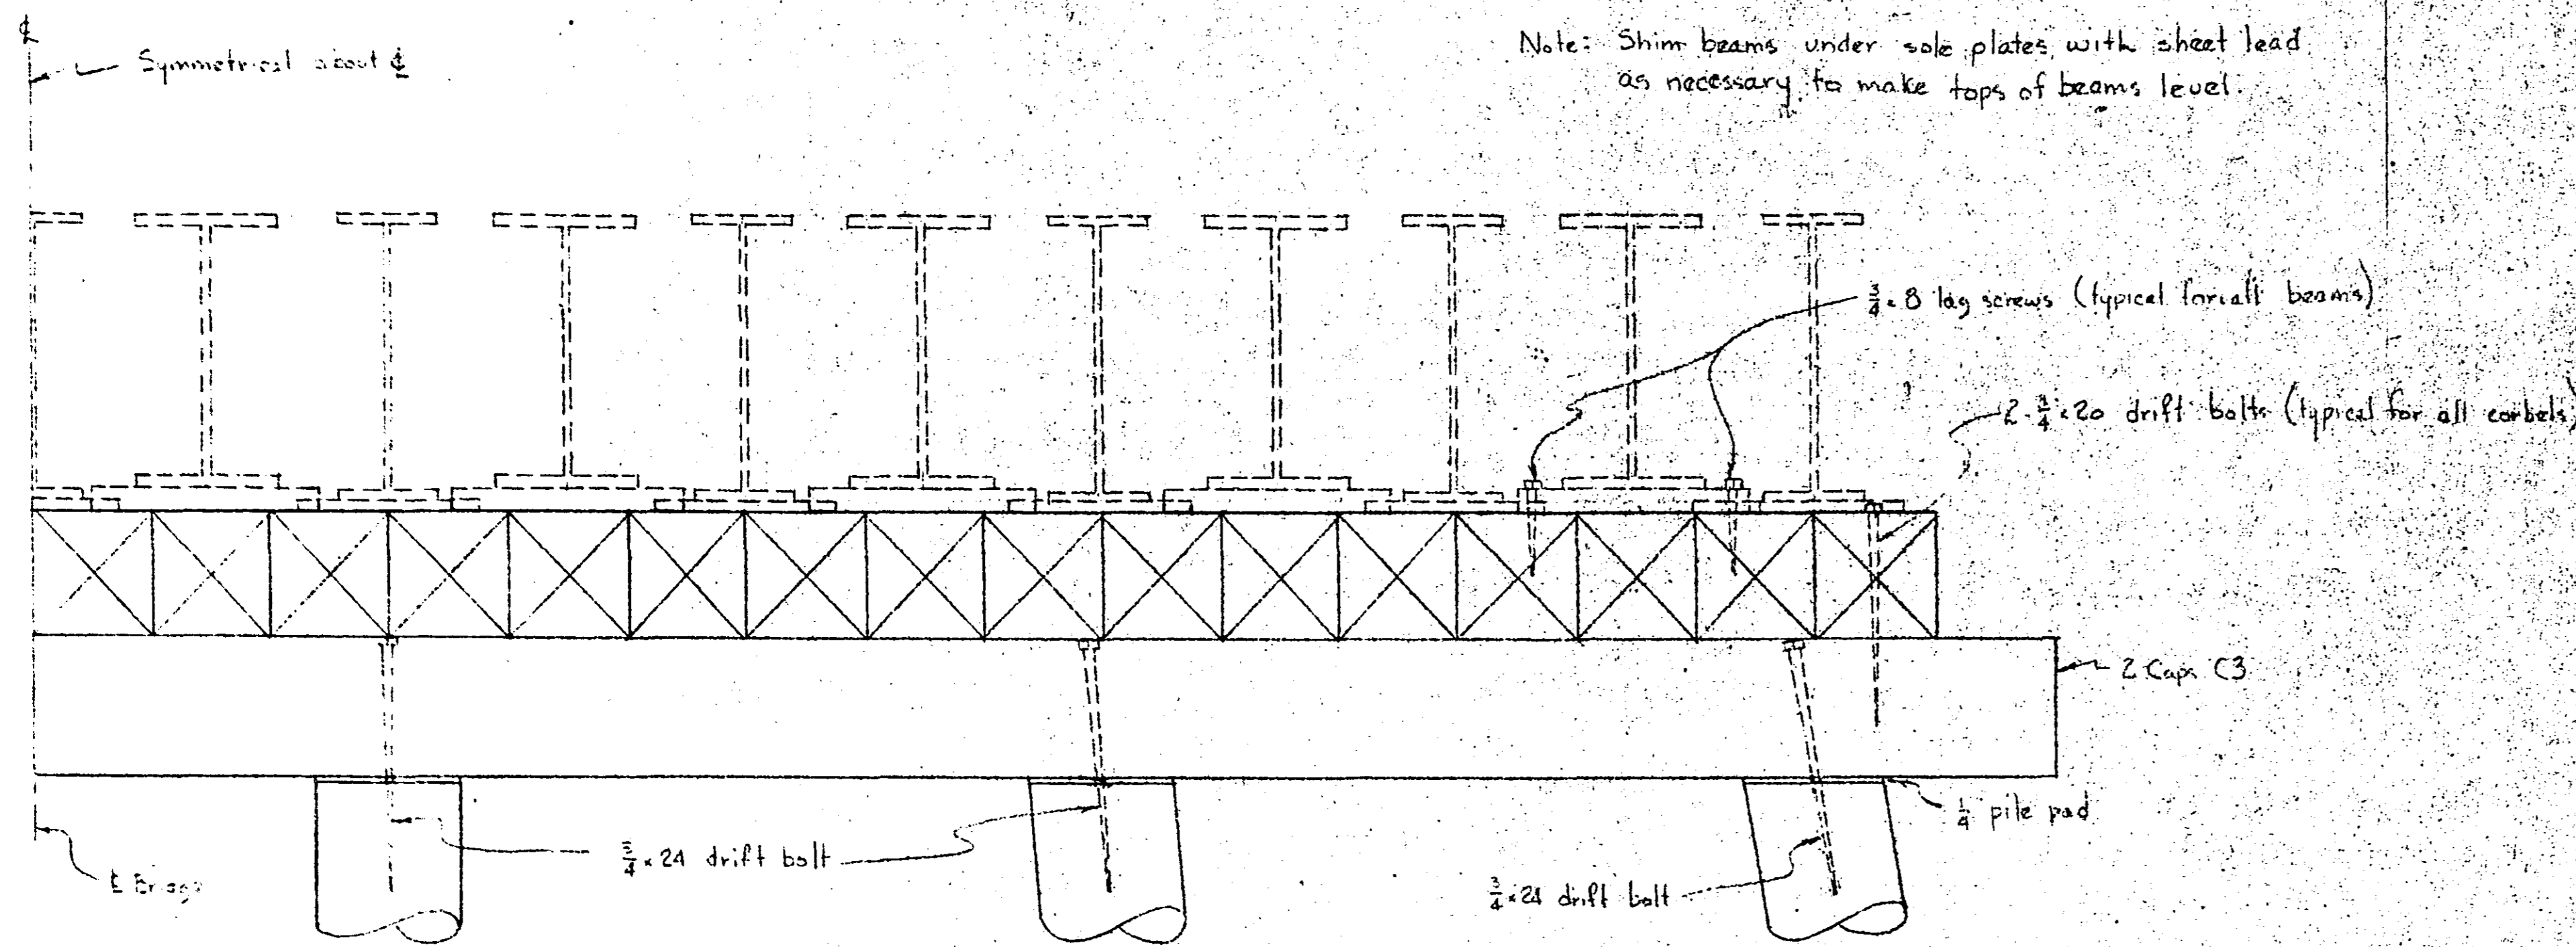 ℄
Symmetrical about ℄
Note: Shim beams under sole plates with sheet lead
as necessary to make tops of beams level.
3/4 x 8 lag screws (typical for all beams)
2-3/4 x 20 drift bolts (typical for all corbels)
2 Caps C3
1/4 pile pad
3/4 x 24 drift bolt
3/4 x 24 drift bolt
℄ Bridge